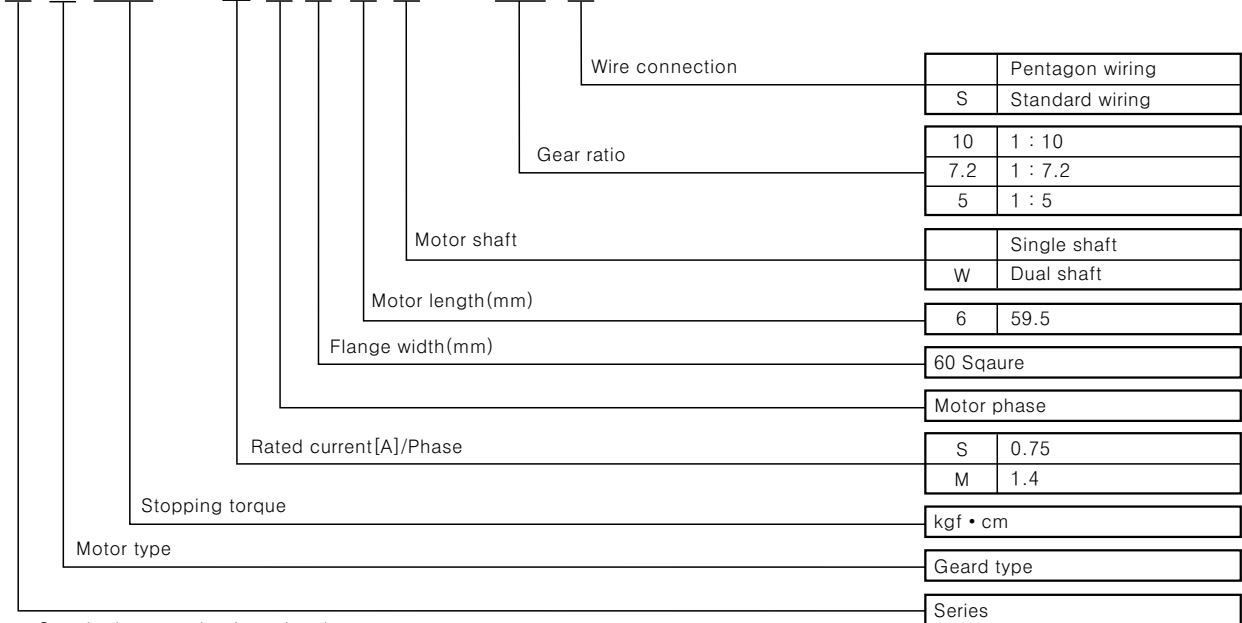 Wire connection
Pentagon wiring
S Standard wiring
Gear ratio
10 1 : 10
7.2 1 : 7.2
5 1 : 5
Motor shaft
Single shaft
W Dual shaft
Motor length(mm)
6 59.5
Flange width(mm)
60 Sqaure
Motor phase
Rated current[A]/Phase
S 0.75
M 1.4
Stopping torque
kgf • cm
Motor type
Geard type
Series